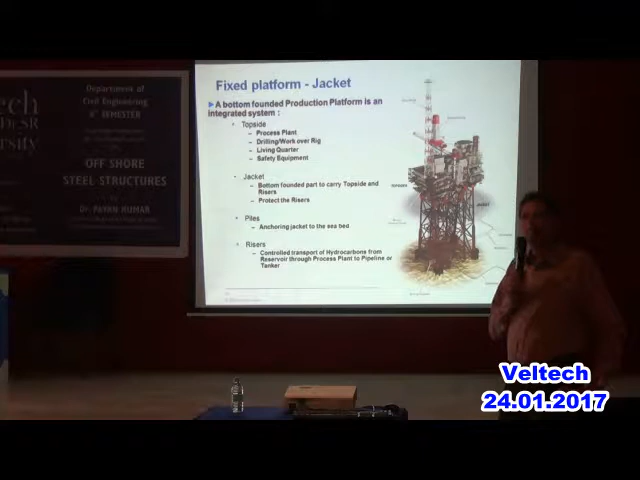 tech
Department of
Civil Engineering
SEMESTER
OFF SHORE
STEEL STRUCTURES
BY
Dr. PAVAN KUMAR
Fixed platform - Jacket
A bottom founded Production Platform is an
integrated system :
Topside
– Process Plant
– Drilling/Work over Rig
– Living Quarter
– Safety Equipment
Jacket
– Bottom founded part to carry Topside and
Risers
– Protect the Risers
Piles
– Anchoring jacket to the sea bed
Risers
– Controlled transport of Hydrocarbons from
Reservoir through Process Plant to Pipeline or
Tanker
Veltech
24.01.2017